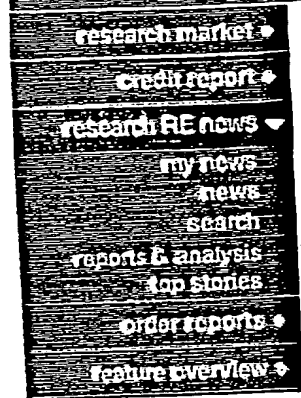 research market
credit report
research RE news
my news
news
search
reports & analysis
top stories
order reports
feature overview